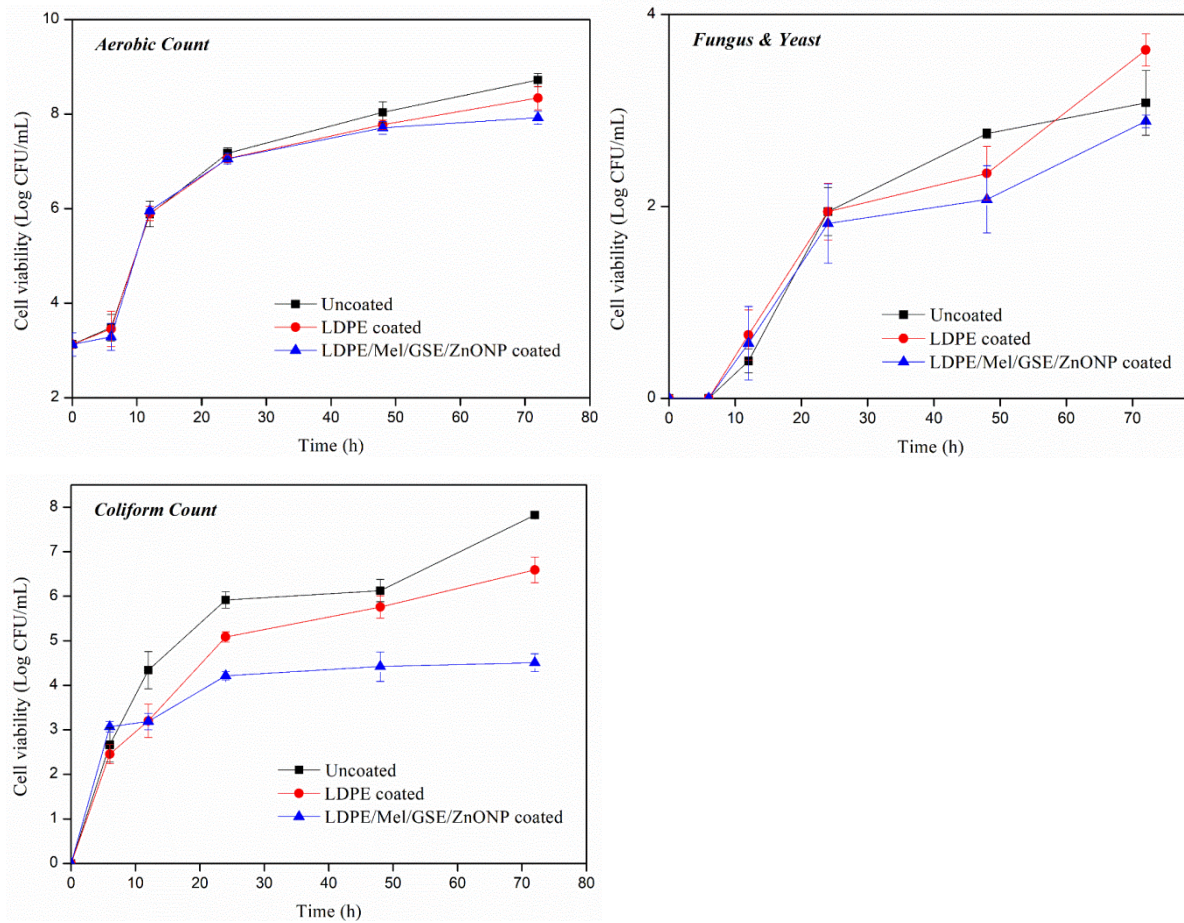 Aerobic Count
10
8
6
4
2
Cell viability (Log CFU/mL)
Uncoated
LDPE coated
LDPE/Mel/GSE/ZnONP coated
0 10 20 30 40 50 60 70 80
Time (h)
Fungus & Yeast
4
2
0
Cell viability (Log CFU/mL)
Uncoated
LDPE coated
LDPE/Mel/GSE/ZnONP coated
0 10 20 30 40 50 60 70 80
Time (h)
Coliform Count
8
7
6
5
4
3
2
1
0
Cell viability (Log CFU/mL)
Uncoated
LDPE coated
LDPE/Mel/GSE/ZnONP coated
0 10 20 30 40 50 60 70 80
Time (h)